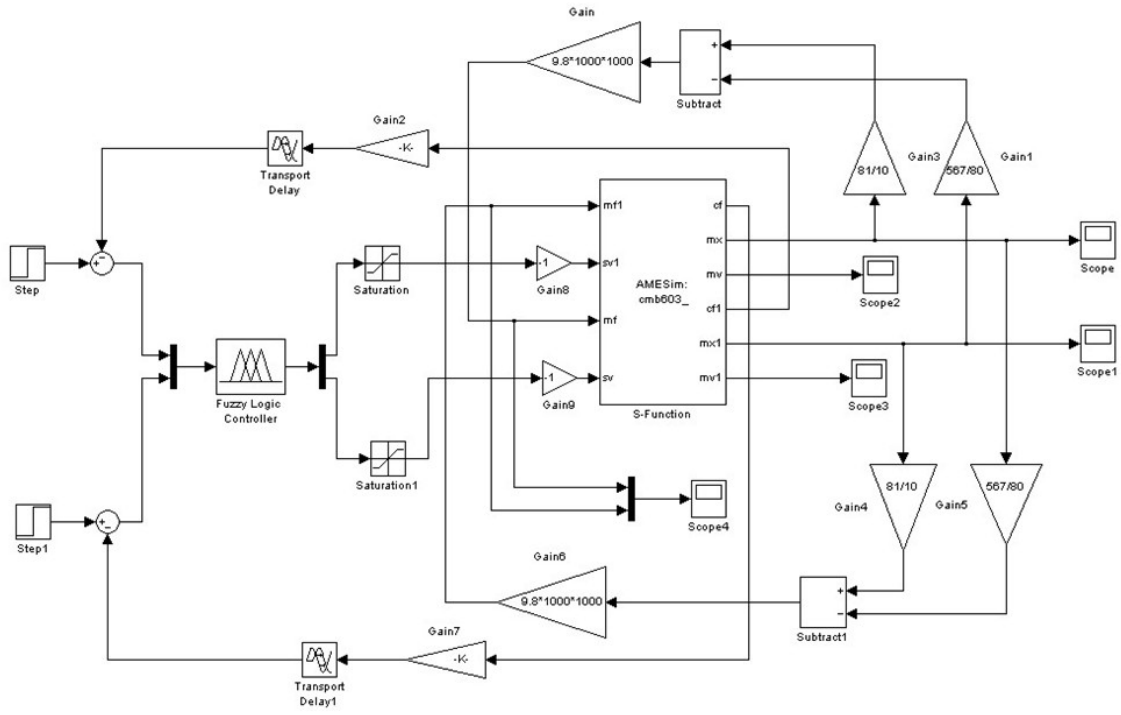 Gain
9.8*1000*1000
+
−
Subtract
Gain2
-K-
Transport
Delay
Gain3
Gain1
81/10
567/80
mf1
cf
mx
Scope
Step
+
−
sv1
-1
Gain8
Saturation
mv
Scope2
AMESim:
cmb603_
cf1
mf
mx1
Scope1
sv
-1
Gain9
mv1
Scope3
S-Function
Fuzzy Logic
Controller
Saturation1
81/10
567/80
Gain4
Gain5
Scope4
Step1
+
−
Gain6
9.8*1000*1000
+
−
Subtract1
Gain7
-K-
Transport
Delay1